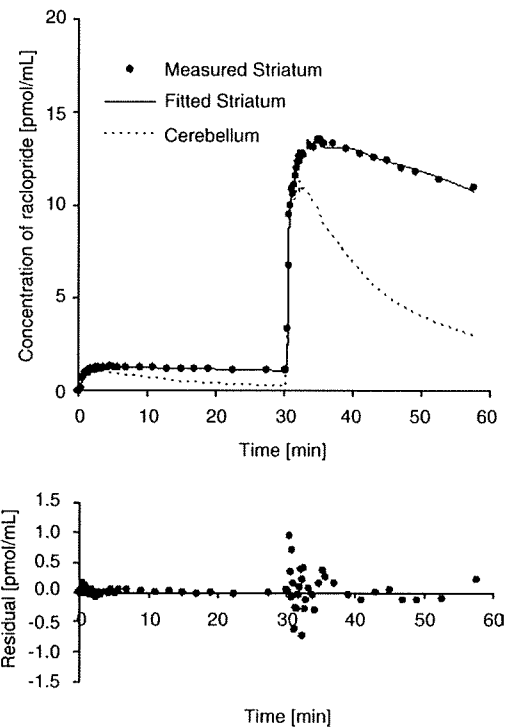 20
15
10
5
0
Concentration of raclopride [pmol/mL]
Measured Striatum
Fitted Striatum
Cerebellum
0 10 20 30 40 50 60
Time [min]
1.5
1.0
0.5
0.0
-0.5
-1.0
-1.5
Residual [pmol/mL]
0 10 20 30 40 50 60
Time [min]